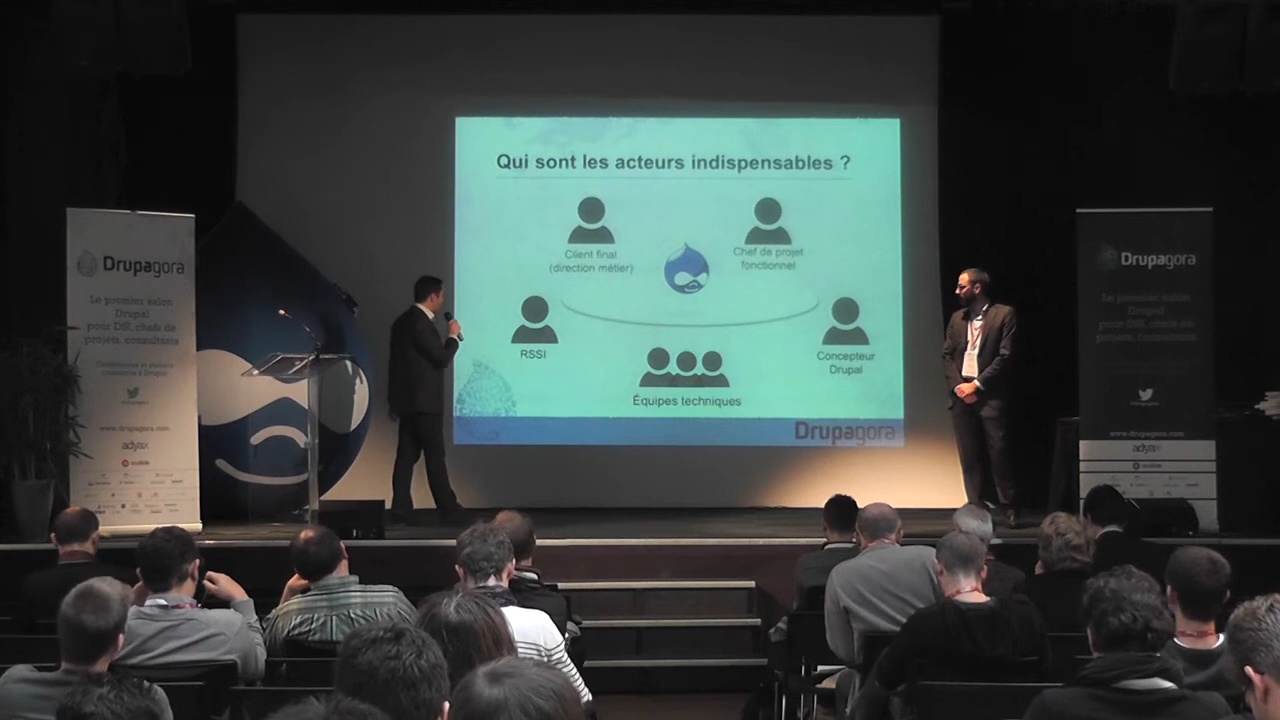 Qui sont les acteurs indispensables ?
Client final
(direction métier)
Chef de projet
fonctionnel
RSSI
Concepteur
Drupal
Équipes techniques
Drupagora
Drupagora
Le premier salon
Drupal
pour DSI, chefs de
projets, consultants
www.drupagora.com
adyax
Drupagora
Le premier salon
Drupal
pour DSI, chefs de
projets, consultants
www.drupagora.com
adyax